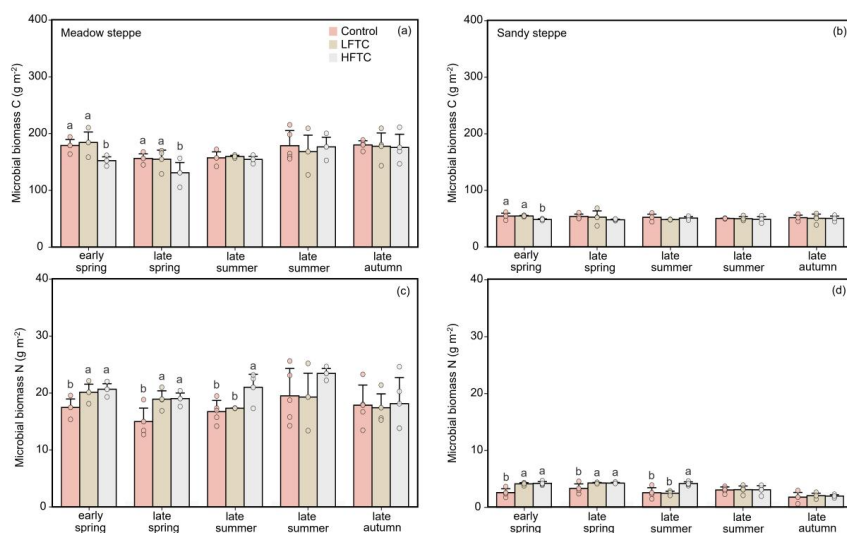 400
300
200
100
0
Microbial biomass C (g m⁻²)
Meadow steppe
(a)
Control
LFTC
HFTC
a
a
b
a
a
b
early spring
late spring
late summer
late summer
late autumn
400
300
200
100
0
Microbial biomass C (g m⁻²)
Sandy steppe
(b)
a
a
b
early spring
late spring
late summer
late summer
late autumn
40
30
20
10
0
Microbial biomass N (g m⁻²)
(c)
b
a
a
b
a
a
b
b
a
early spring
late spring
late summer
late summer
late autumn
40
30
20
10
0
Microbial biomass N (g m⁻²)
(d)
b
a
a
b
a
a
b
b
a
early spring
late spring
late summer
late summer
late autumn